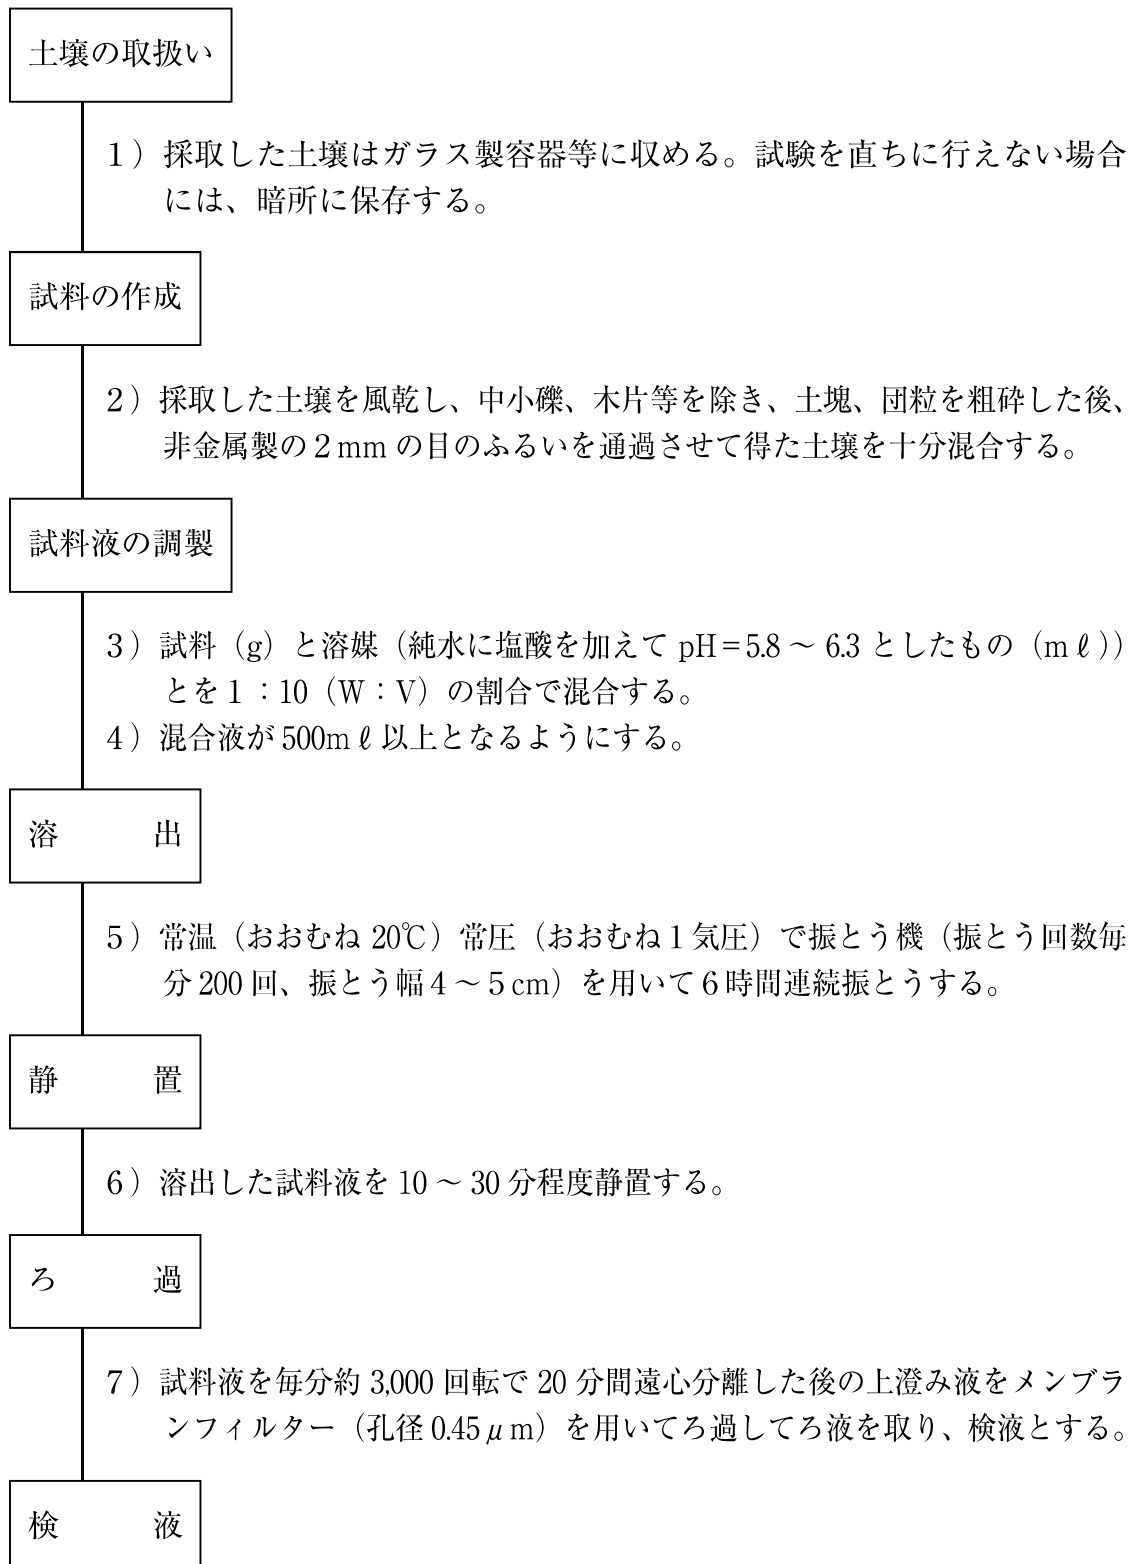 土壌の取扱い
1）採取した土壌はガラス製容器等に収める。試験を直ちに行えない場合
には、暗所に保存する。
試料の作成
2）採取した土壌を風乾し、中小礫、木片等を除き、土塊、団粒を粗砕した後、
非金属製の2mmの目のふるいを通過させて得た土壌を十分混合する。
試料液の調製
3）試料（g）と溶媒（純水に塩酸を加えて pH=5.8～6.3 としたもの（mℓ））
とを1：10（W：V）の割合で混合する。
4）混合液が500mℓ以上となるようにする。
溶　出
5）常温（おおむね 20℃）常圧（おおむね1気圧）で振とう機（振とう回数毎
分200回、振とう幅4～5cm）を用いて6時間連続振とうする。
静　置
6）溶出した試料液を 10～30分程度静置する。
ろ　過
7）試料液を毎分約 3,000 回転で 20 分間遠心分離した後の上澄み液をメンブラ
ンフィルター（孔径0.45μm）を用いてろ過してろ液を取り、検液とする。
検　液